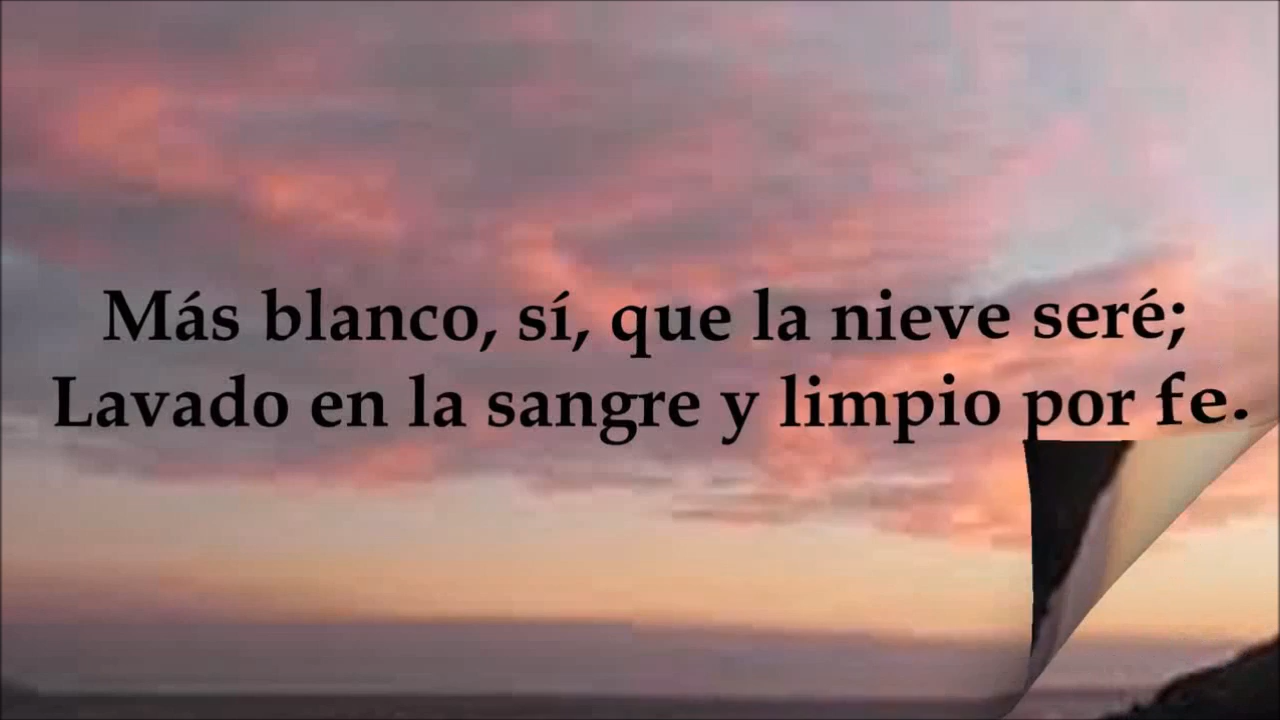 Más blanco, sí, que la nieve seré;
Lavado en la sangre y limpio por fe.